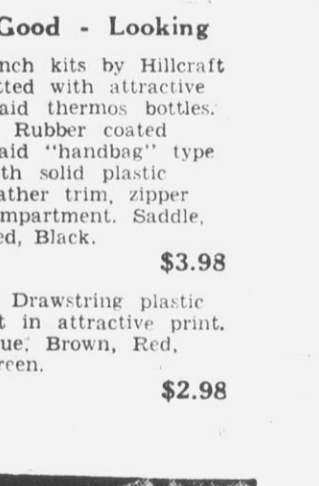 Good - Looking
nch kits by Hillcraft
tted with attractive
aid thermos bottles.
Rubber coated
aid "handbag" type
th solid plastic
ather trim, zipper
mpartment. Saddle,
ed, Black.
$3.98
Drawstring plastic
t in attractive print.
ue, Brown, Red,
reen.
$2.98